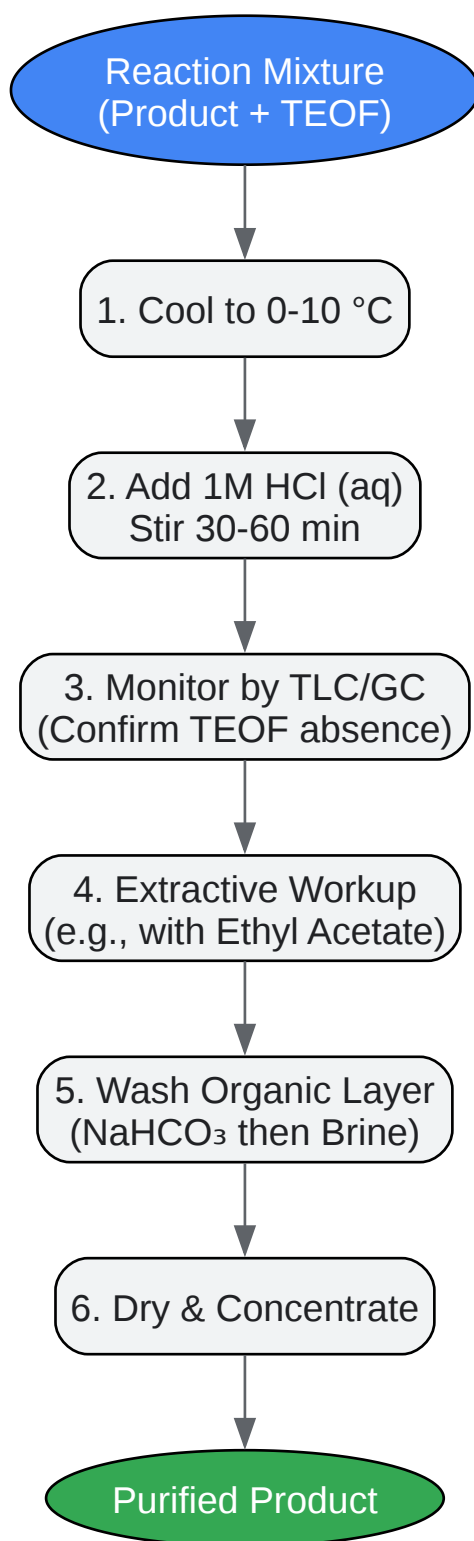 Reaction Mixture
(Product + TEOF)
1. Cool to 0-10 °C
2. Add 1M HCl (aq)
Stir 30-60 min
3. Monitor by TLC/GC
(Confirm TEOF absence)
4. Extractive Workup
(e.g., with Ethyl Acetate)
5. Wash Organic Layer
(NaHCO₃ then Brine)
6. Dry & Concentrate
Purified Product